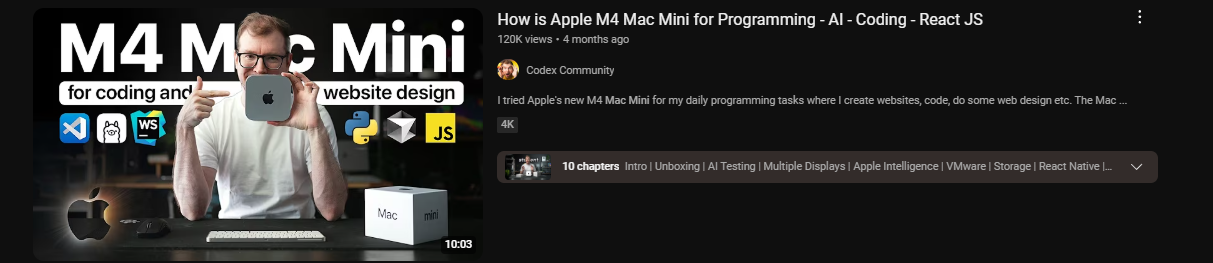 M4 Mac Mini
for coding and website design
WS
JS
Mac
mini
10:03
How is Apple M4 Mac Mini for Programming - AI - Coding - React JS
120K views • 4 months ago
Codex Community
I tried Apple's new M4 Mac Mini for my daily programming tasks where I create websites, code, do some web design etc. The Mac ...
4K
10 chapters Intro | Unboxing | AI Testing | Multiple Displays | Apple Intelligence | VMware | Storage | React Native |...